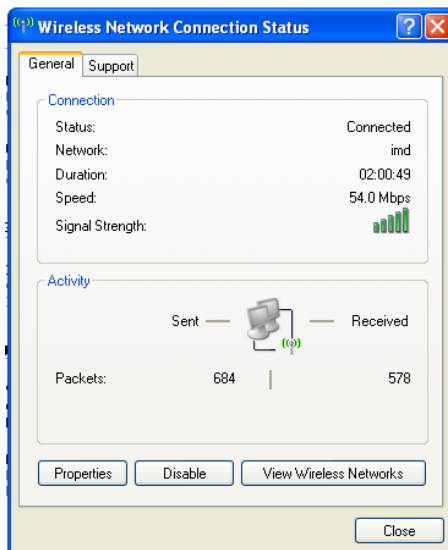 Wireless Network Connection Status
General Support
Connection
Status: Connected
Network: imd
Duration: 02:00:49
Speed: 54.0 Mbps
Signal Strength:
Activity
Sent Received
Packets: 684 578
Properties Disable View Wireless Networks
Close